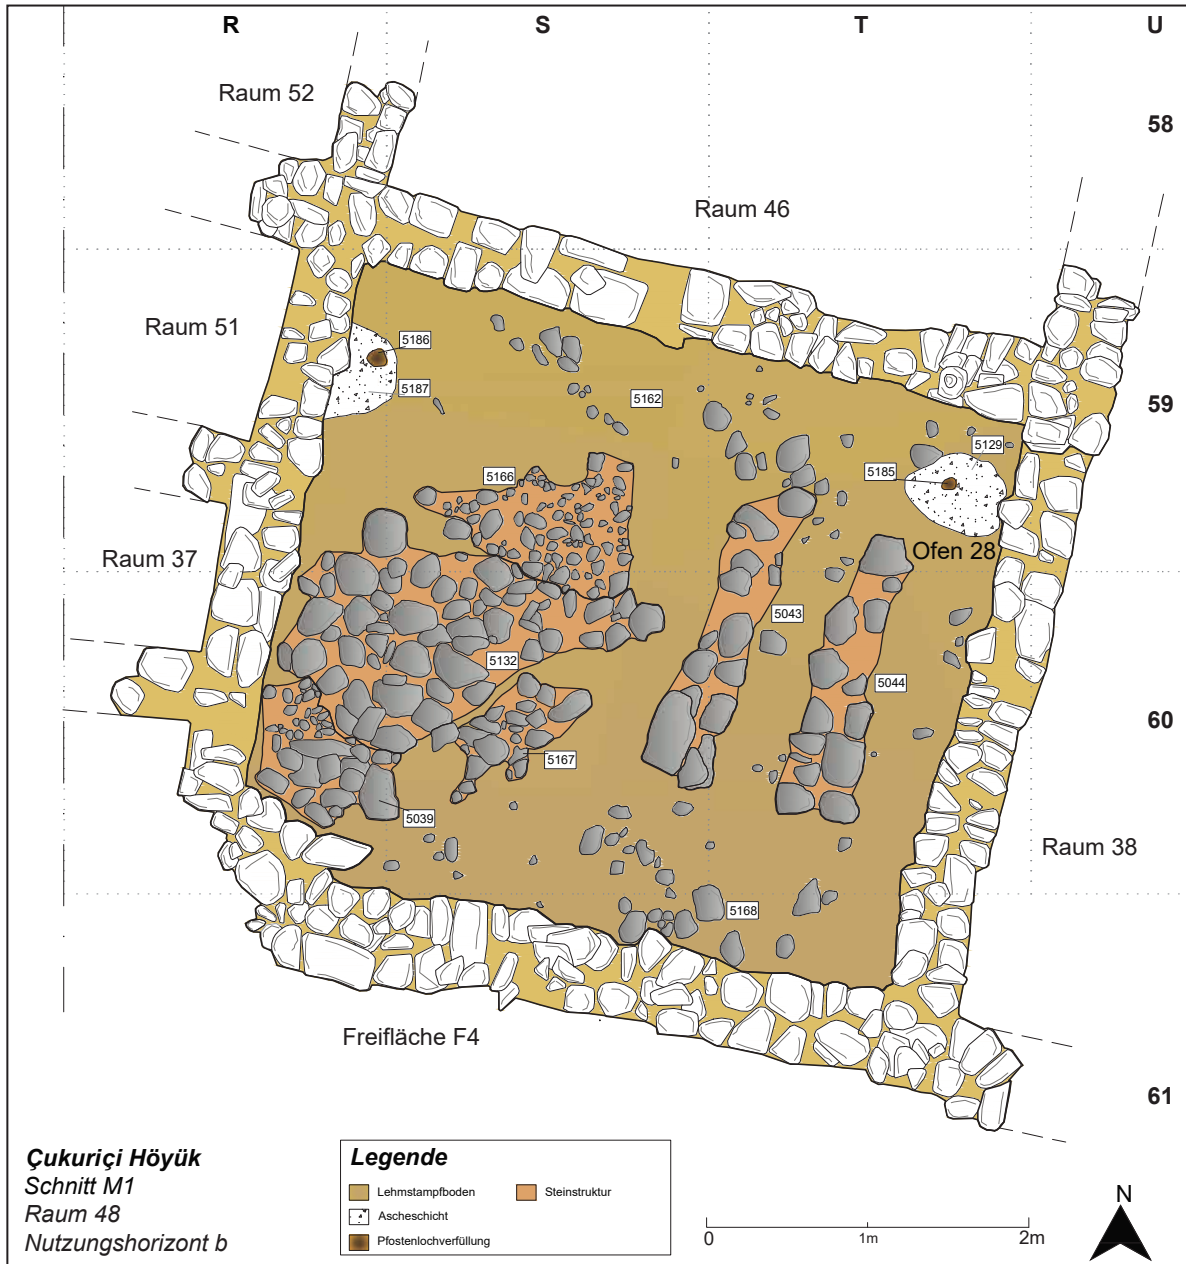 R S T U
Raum 52
58
Raum 46
Raum 51
5186
5187
5162
59
5129
5185
5166
Ofen 28
Raum 37
5043
5132
5044
60
5167
5039
Raum 38
5168
Freifläche F4
61
Çukuriçi Höyük
Schnitt M1
Raum 48
Nutzungshorizont b
Legende
Lehmstampfboden Steinstruktur
Ascheschicht
Pfostenlochverfüllung
0 1m 2m
N